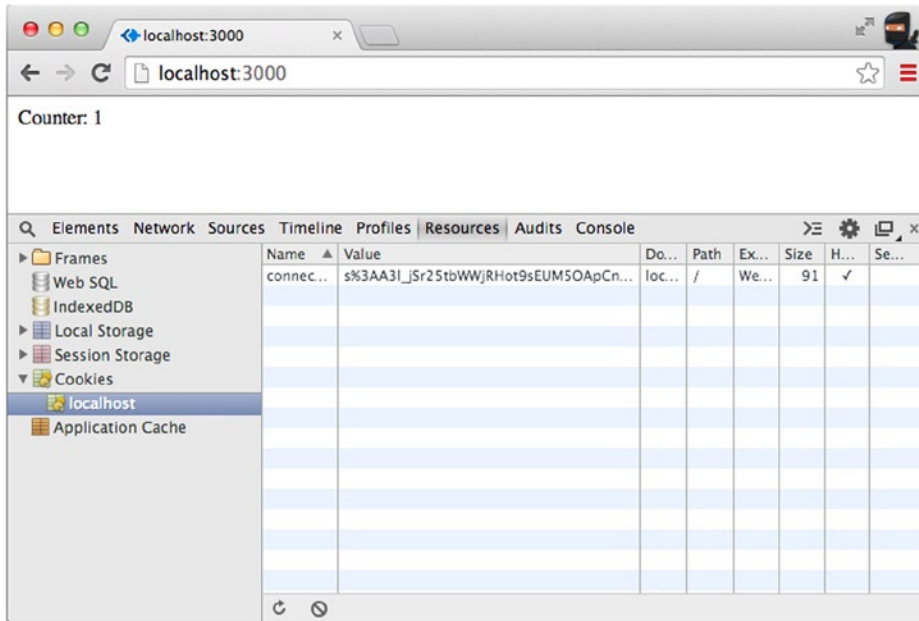 localhost:3000
localhost:3000
Counter: 1
Elements Network Sources Timeline Profiles Resources Audits Console
Name Value Do... Path Ex... Size H... Se...
connec... s%3AA3l_jSr25tbWWjRHot9sEUM5OApCn... loc... / We... 91 ✓
Frames
Web SQL
IndexedDB
Local Storage
Session Storage
Cookies
localhost
Application Cache